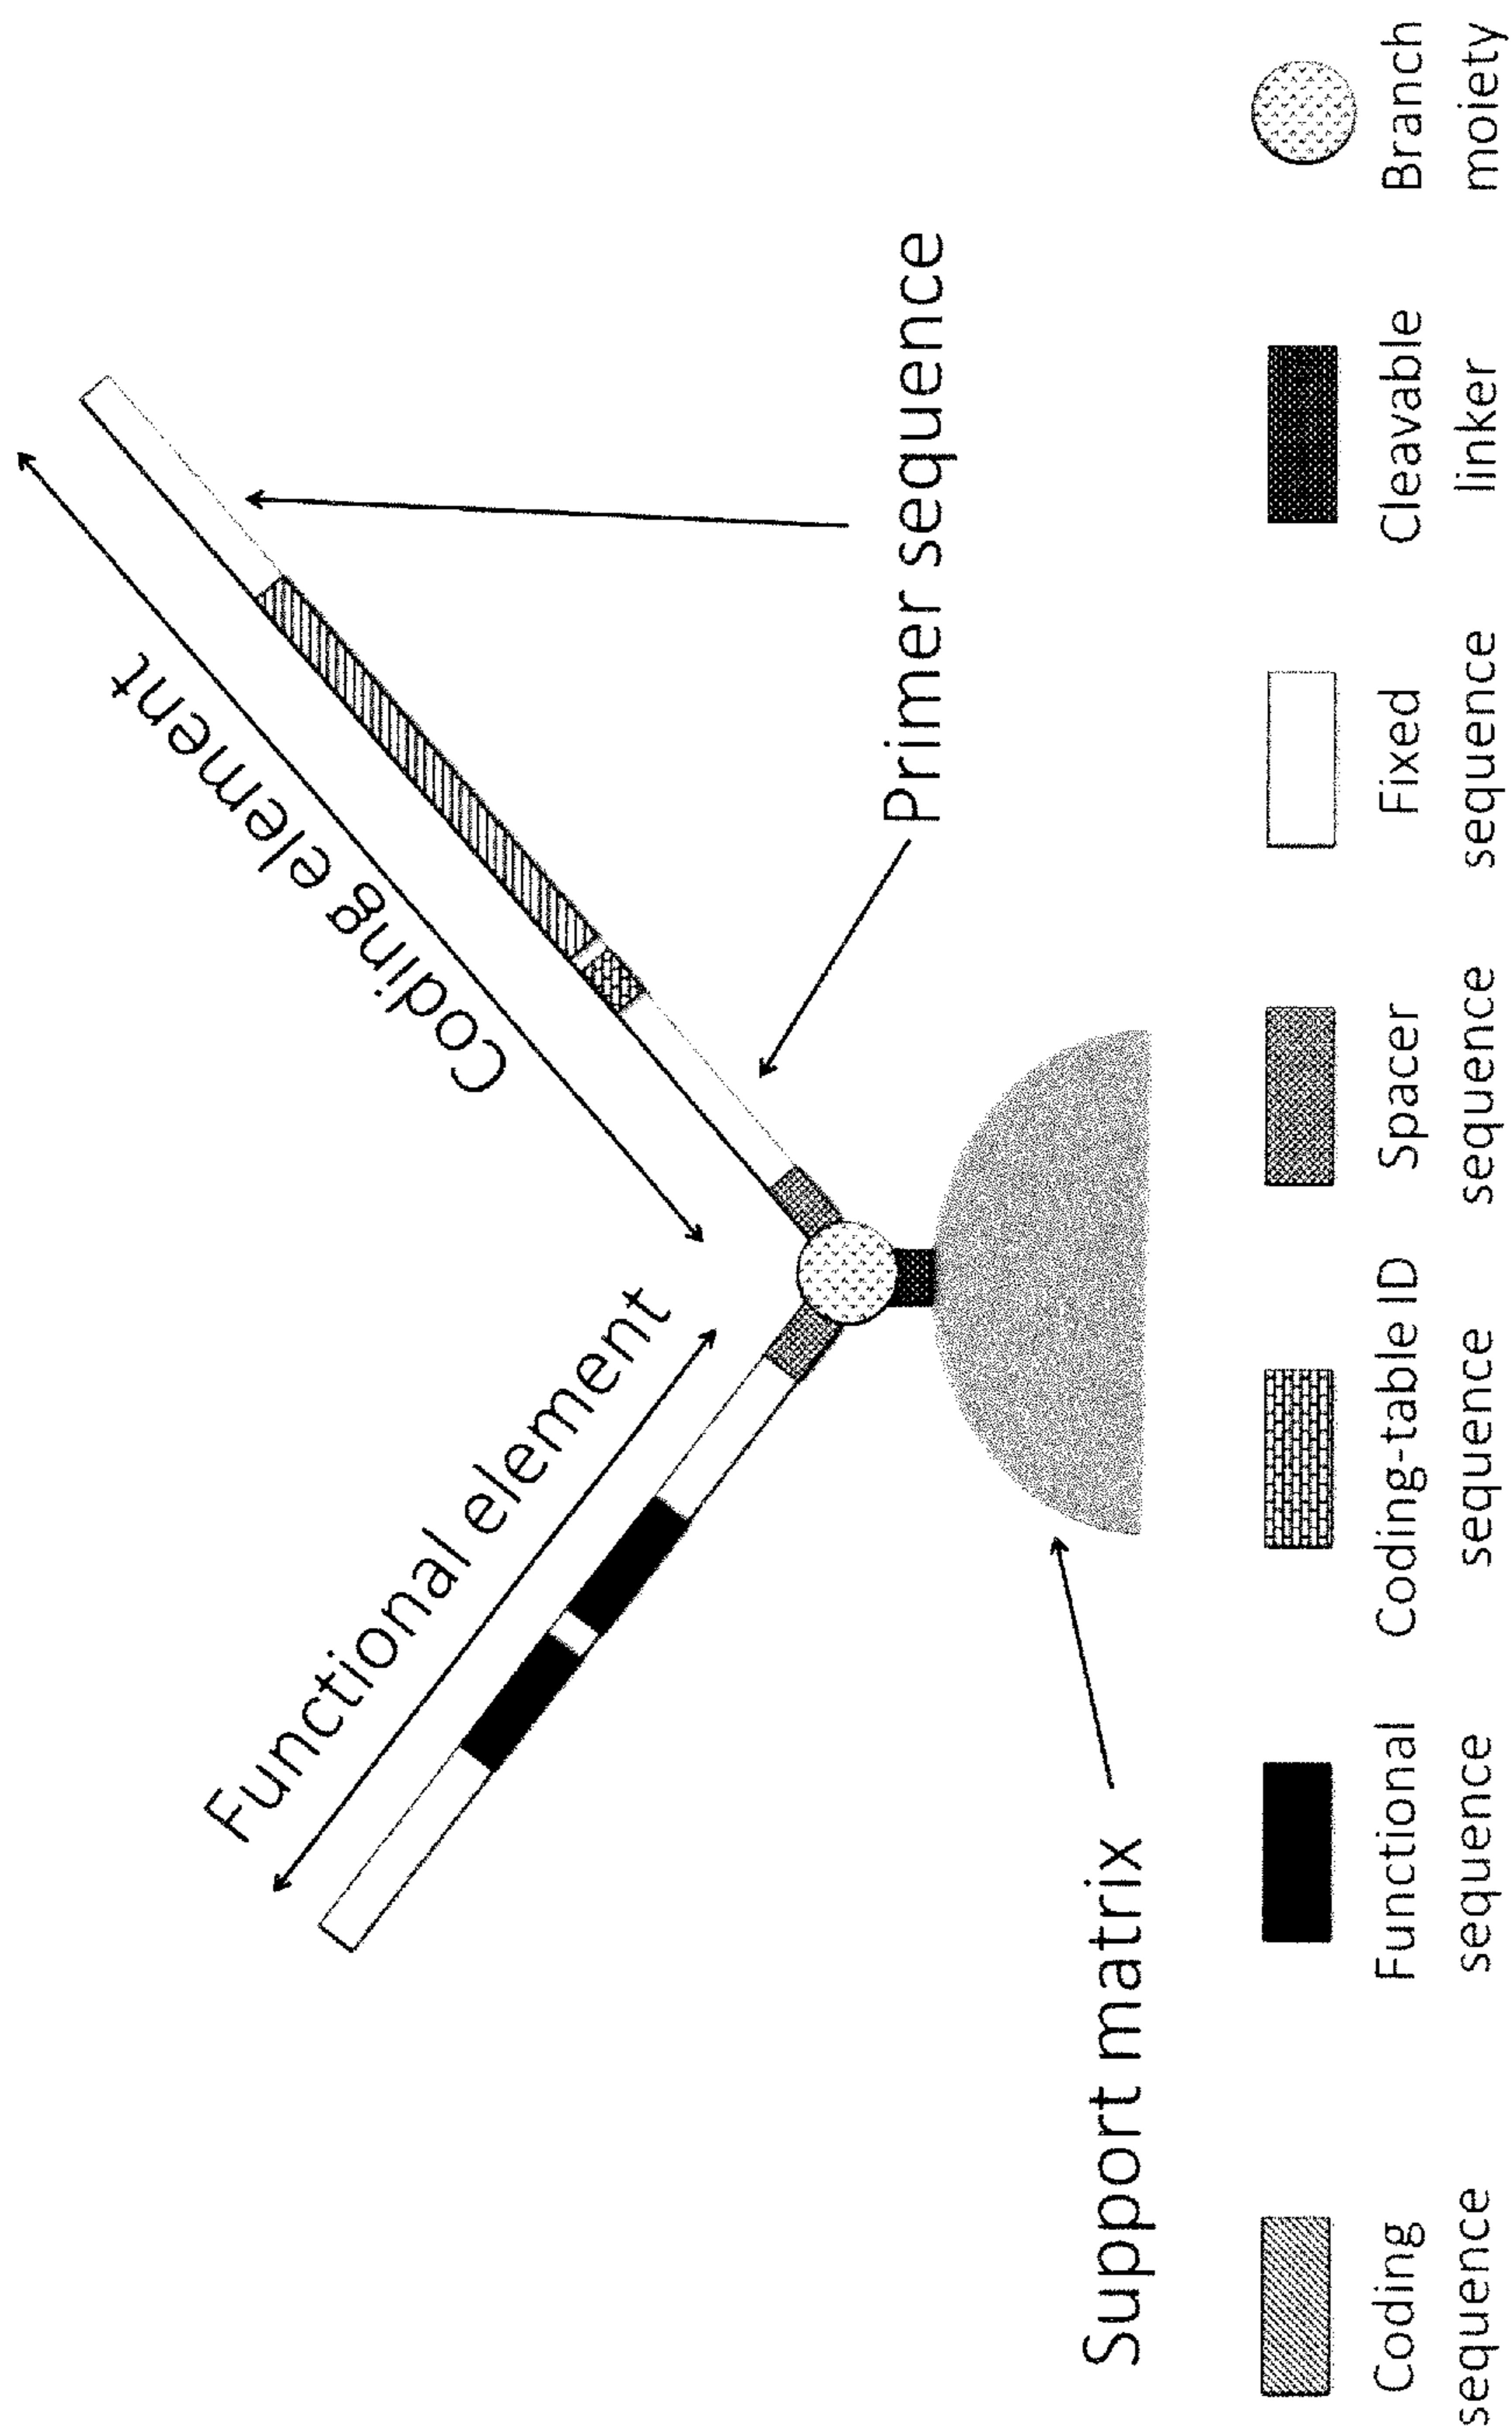 Functional element
Coding element
Primer sequence
Support matrix
Coding
sequence
Functional
sequence
Coding-table ID
sequence
Spacer
sequence
Fixed
sequence
Cleavable
linker
Branch
moiety